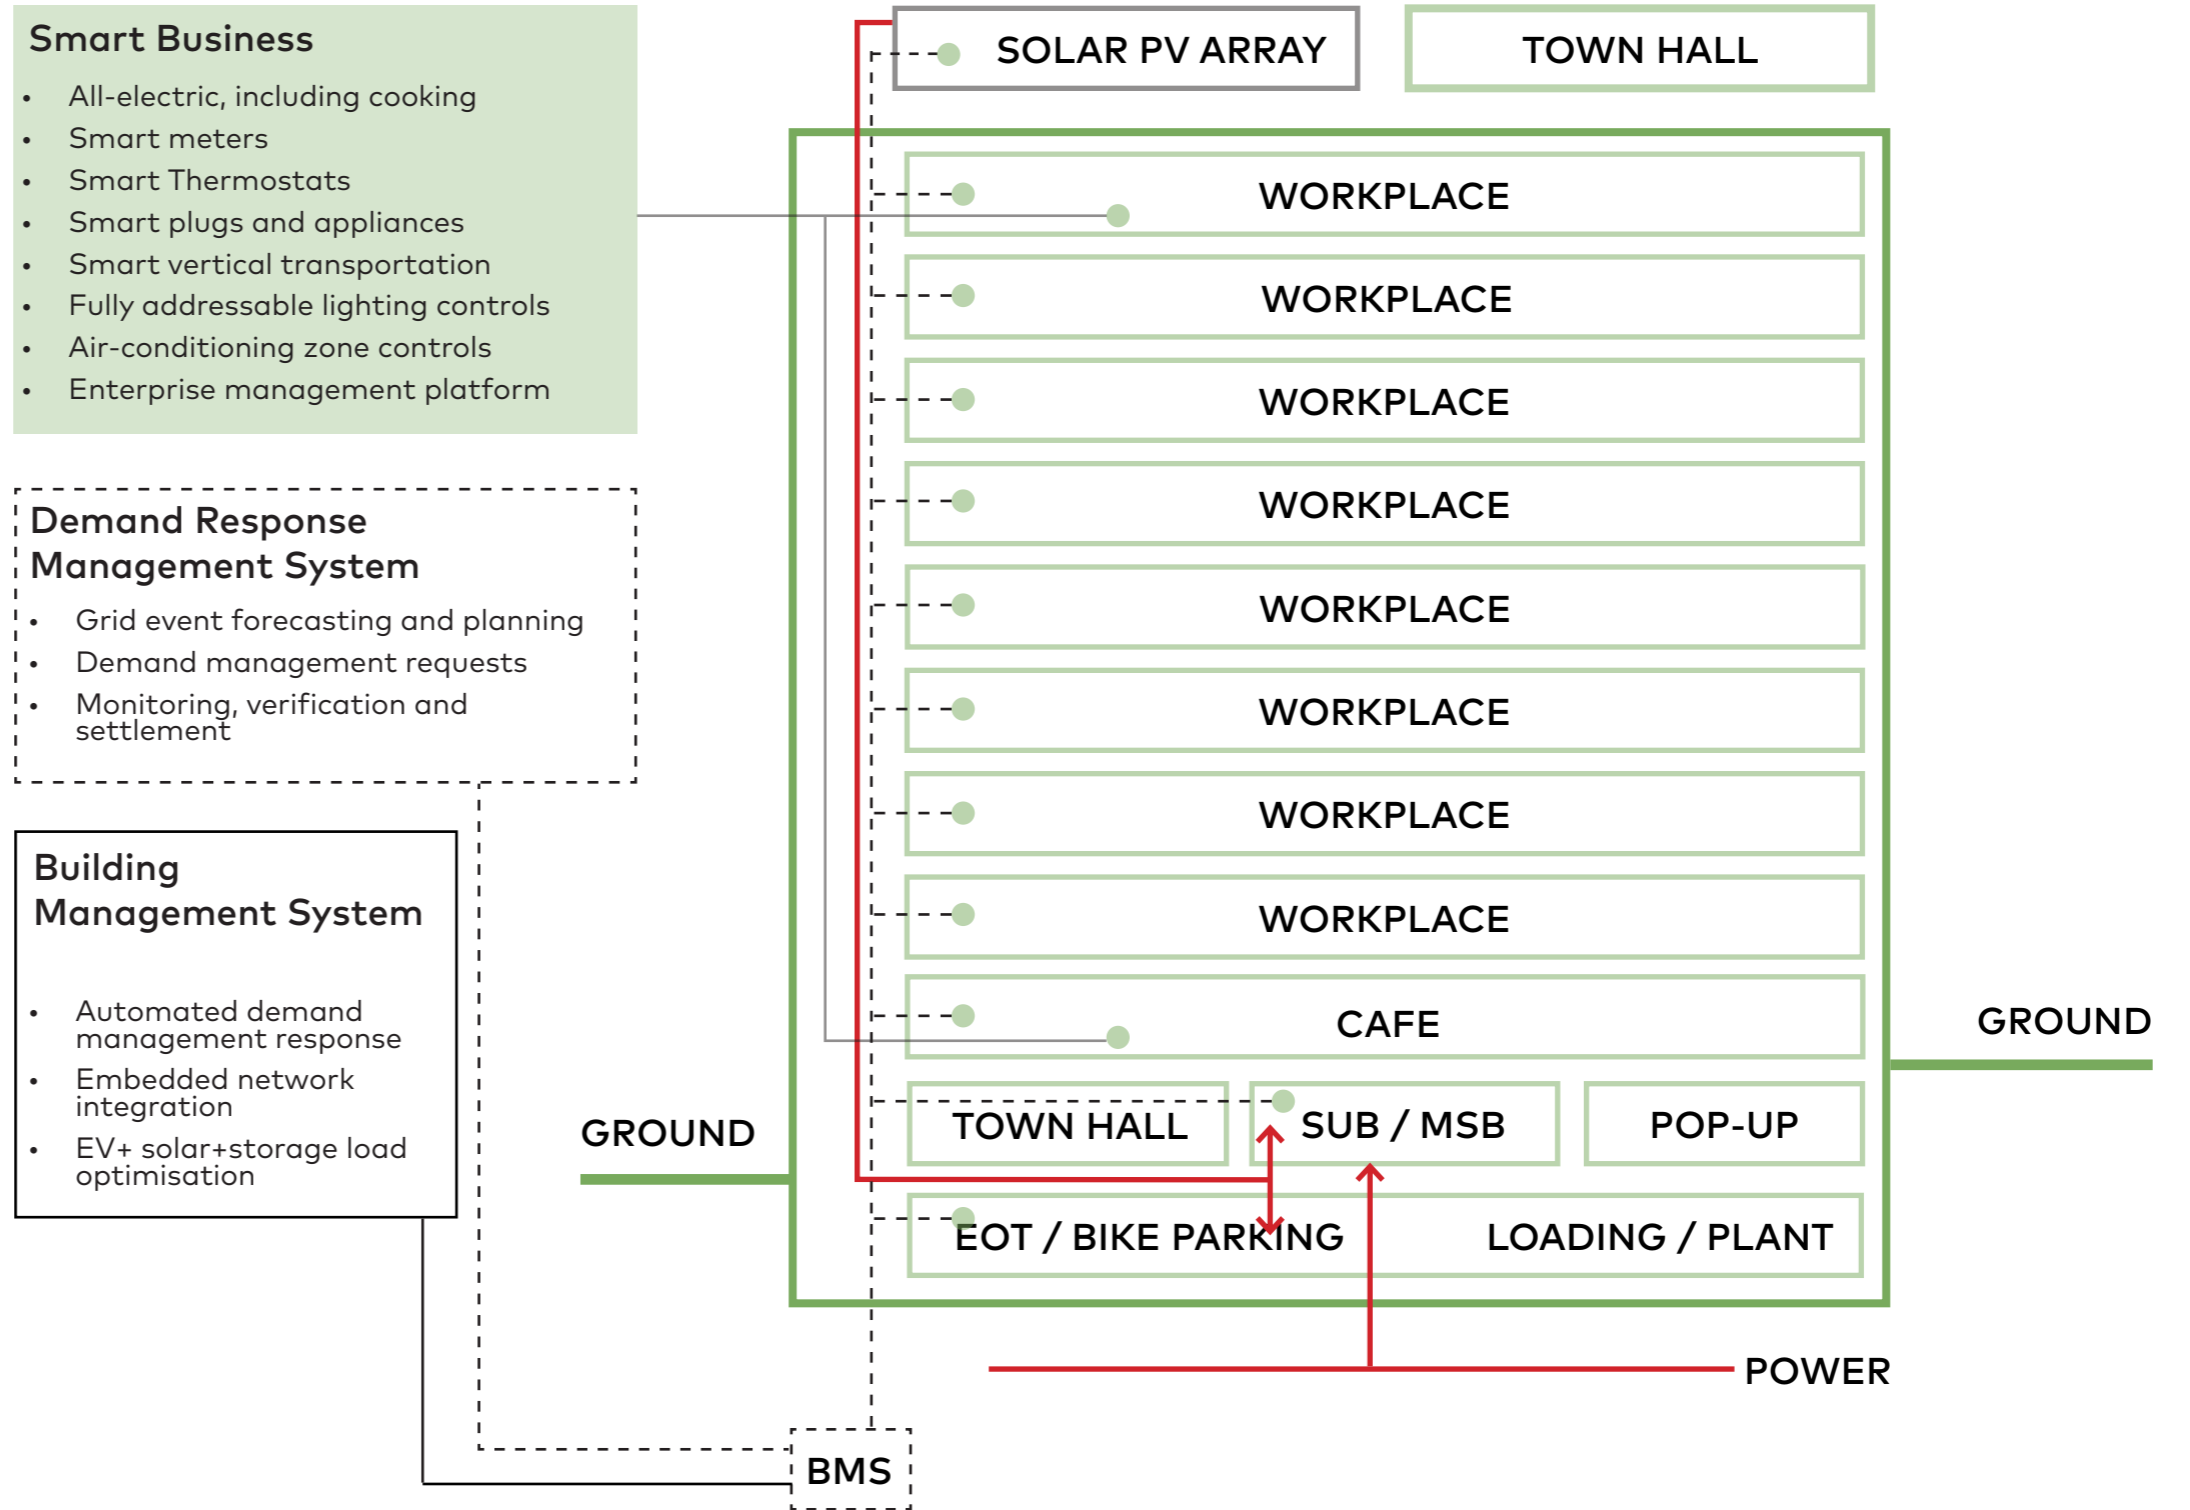 Smart Business
• All-electric, including cooking
• Smart meters
• Smart Thermostats
• Smart plugs and appliances
• Smart vertical transportation
• Fully addressable lighting controls
• Air-conditioning zone controls
• Enterprise management platform
Demand Response
Management System
• Grid event forecasting and planning
• Demand management requests
• Monitoring, verification and
settlement
Building
Management System
• Automated demand
management response
• Embedded network
integration
• EV+ solar+storage load
optimisation
SOLAR PV ARRAY
TOWN HALL
WORKPLACE
WORKPLACE
WORKPLACE
WORKPLACE
WORKPLACE
WORKPLACE
WORKPLACE
WORKPLACE
CAFE
GROUND
GROUND
TOWN HALL
SUB / MSB
POP-UP
EOT / BIKE PARKING
LOADING / PLANT
POWER
BMS